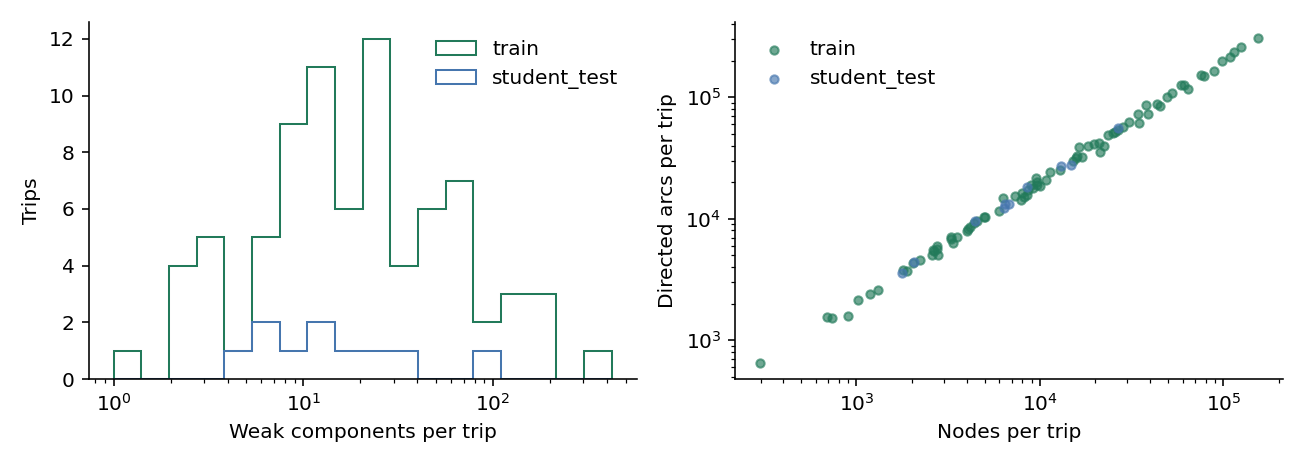 12
10
8
6
4
2
0
Trips
10⁰
10¹
10²
Weak components per trip
train
student_test
10⁵
10⁴
10³
Directed arcs per trip
10³
10⁴
10⁵
Nodes per trip
train
student_test